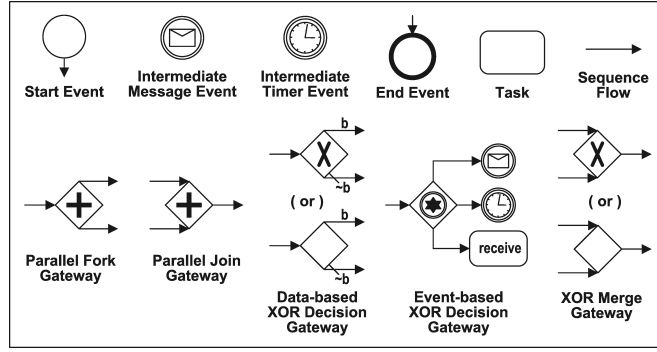 Start Event
Intermediate
Message Event
Intermediate
Timer Event
End Event
Task
Sequence
Flow
b
~b
( or )
b
~b
receive
( or )
Parallel Fork
Gateway
Parallel Join
Gateway
Data-based
XOR Decision
Gateway
Event-based
XOR Decision
Gateway
XOR Merge
Gateway